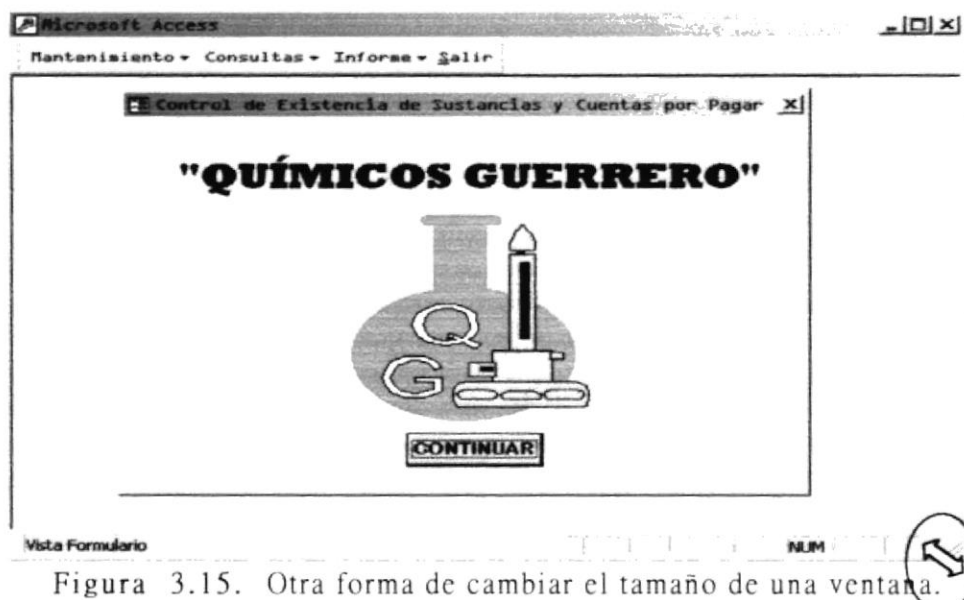 Microsoft Access
Mantenimiento Consultas Informe Salir
Control de Existencia de Sustancias y Cuentas por Pagar
"QUÍMICOS GUERRERO"
Q
G
CONTINUAR
Vista Formulario NUM
Figura 3.15. Otra forma de cambiar el tamaño de una ventana.